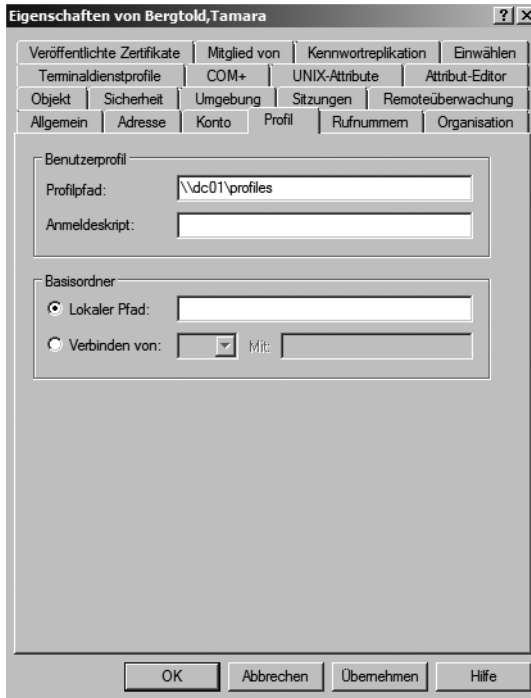 Eigenschaften von Bergtold,Tamara
Veröffentlichte Zertifikate Mitglied von Kennwortreplikation Einwählen
Terminaldienstprofile COM+ UNIX-Attribute Attribut-Editor
Objekt Sicherheit Umgebung Sitzungen Remoteüberwachung
Allgemein Adresse Konto Profil Rufnummern Organisation
Benutzerprofil
Profilpfad: \\dc01\profiles
Anmeldeskript:
Basisordner
Lokaler Pfad:
Verbinden von: Mit:
OK Abbrechen Übernehmen Hilfe